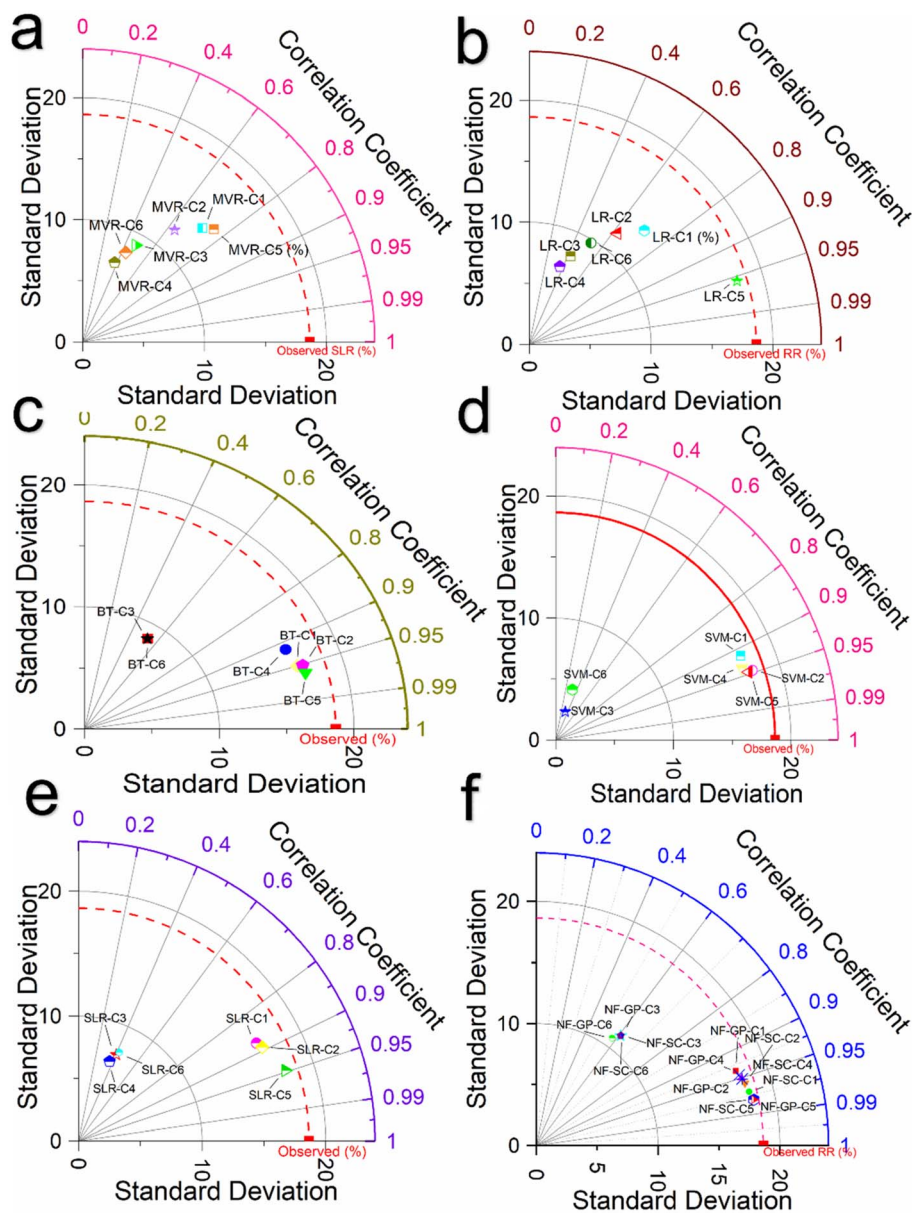 a
0
0.2
0.4
0.6
0.8
0.9
0.95
0.99
1
Correlation Coefficient
Standard Deviation
20
10
0
MVR-C6
MVR-C2
MVR-C1
MVR-C5 (%)
MVR-C3
MVR-C4
Observed SLR (%)
0
10
20
Standard Deviation
b
0
0.2
0.4
0.6
0.8
0.9
0.95
0.99
1
Correlation Coefficient
Standard Deviation
20
10
0
LR-C2
LR-C1 (%)
LR-C3
LR-C6
LR-C4
LR-C5
Observed RR (%)
0
10
20
Standard Deviation
c
0
0.2
0.4
0.6
0.8
0.9
0.95
0.99
1
Correlation Coefficient
Standard Deviation
20
10
0
BT-C3
BT-C6
BT-C1
BT-C2
BT-C4
BT-C5
Observed (%)
0
10
20
Standard Deviation
d
0
0.2
0.4
0.6
0.8
0.9
0.95
0.99
1
Correlation Coefficient
Standard Deviation
20
10
0
SVM-C1
SVM-C6
SVM-C4
SVM-C2
SVM-C5
SVM-C3
Observed (%)
0
10
20
Standard Deviation
e
0
0.2
0.4
0.6
0.8
0.9
0.95
0.99
1
Correlation Coefficient
Standard Deviation
20
10
0
SLR-C3
SLR-C1
SLR-C2
SLR-C6
SLR-C4
SLR-C5
Observed (%)
0
10
20
Standard Deviation
f
0
0.2
0.4
0.6
0.8
0.9
0.95
0.99
1
Correlation Coefficient
Standard Deviation
20
10
0
NF-GP-C3
NF-GP-C6
NF-GP-C1
NF-SC-C2
NF-SC-C3
NF-GP-C4
NF-SC-C4
NF-SC-C6
NF-GP-C2
NF-SC-C1
NF-SC-C5
NF-GP-C5
Observed RR (%)
0
5
10
15
20
Standard Deviation